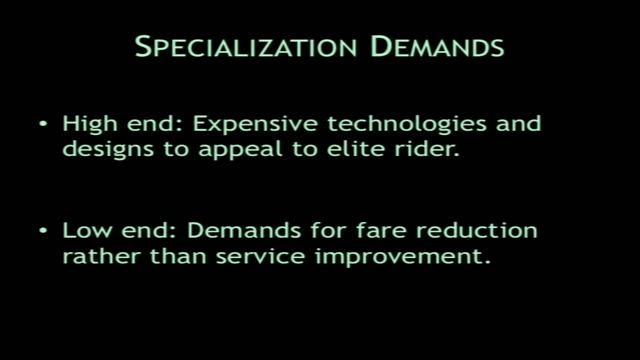 SPECIALIZATION DEMANDS
• High end: Expensive technologies and
designs to appeal to elite rider.
• Low end: Demands for fare reduction
rather than service improvement.